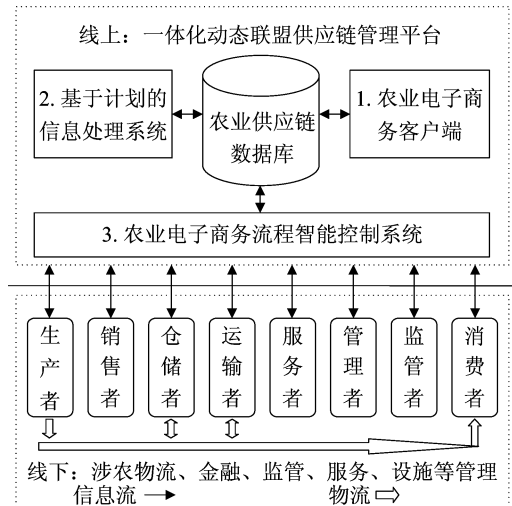 线上：一体化动态联盟供应链管理平台
2. 基于计划的
信息处理系统
农业供应链
数据库
1. 农业电子商
务客户端
3. 农业电子商务流程智能控制系统
生产者
销售者
仓储者
运输者
服务者
管理者
监管者
消费者
线下：涉农物流、金融、监管、服务、设施等管理
信息流
物流